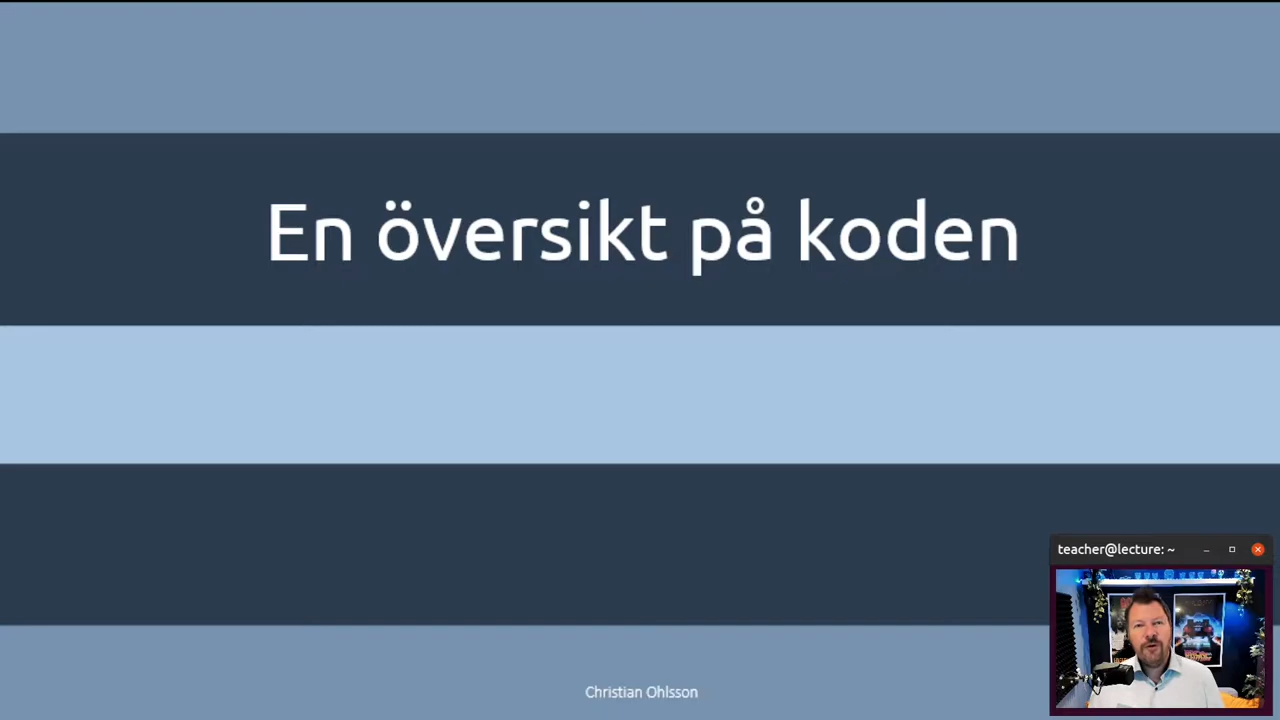 En översikt på koden
teacher@lecture: ~
Christian Ohlsson